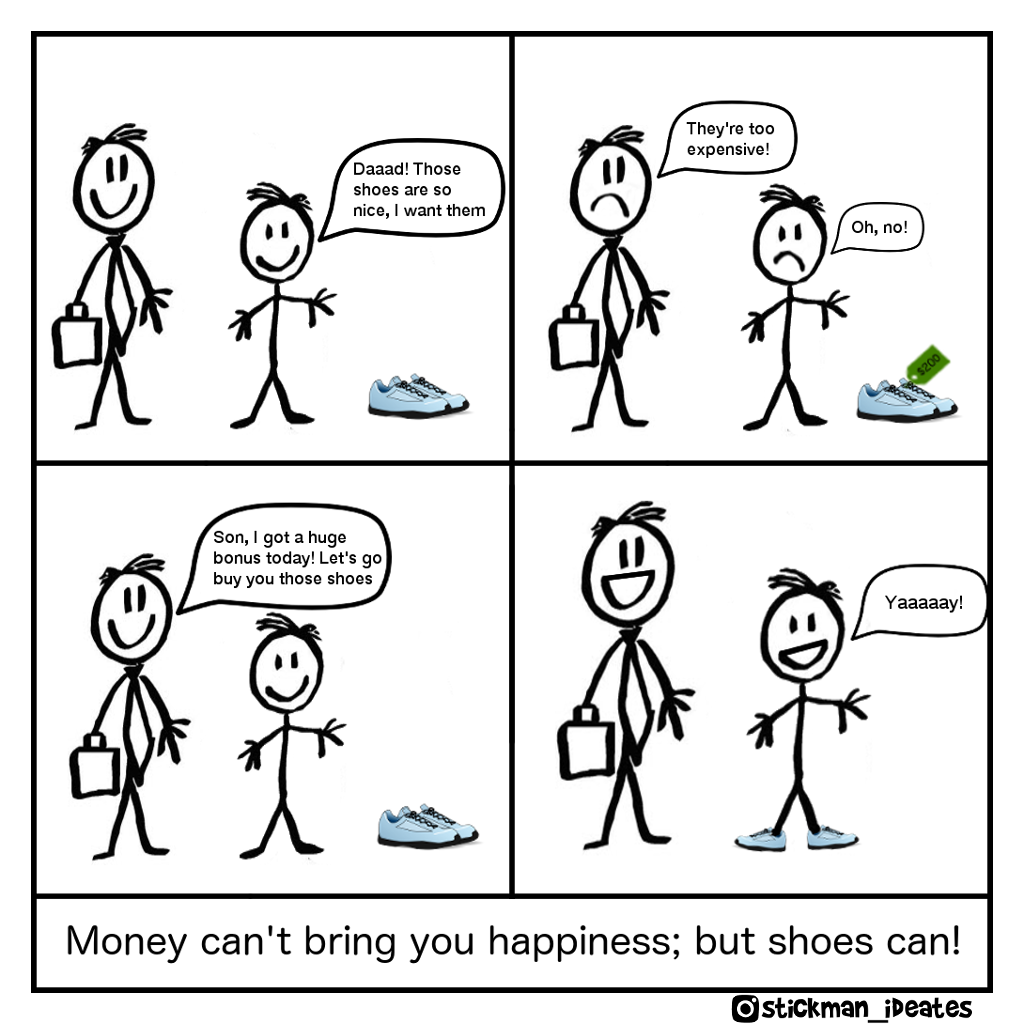 Daaad! Those
shoes are so
nice, I want them
They're too
expensive!
Oh, no!
$200
Son, I got a huge
bonus today! Let's go
buy you those shoes
Yaaaaay!
Money can't bring you happiness; but shoes can!
stickman_iDeates